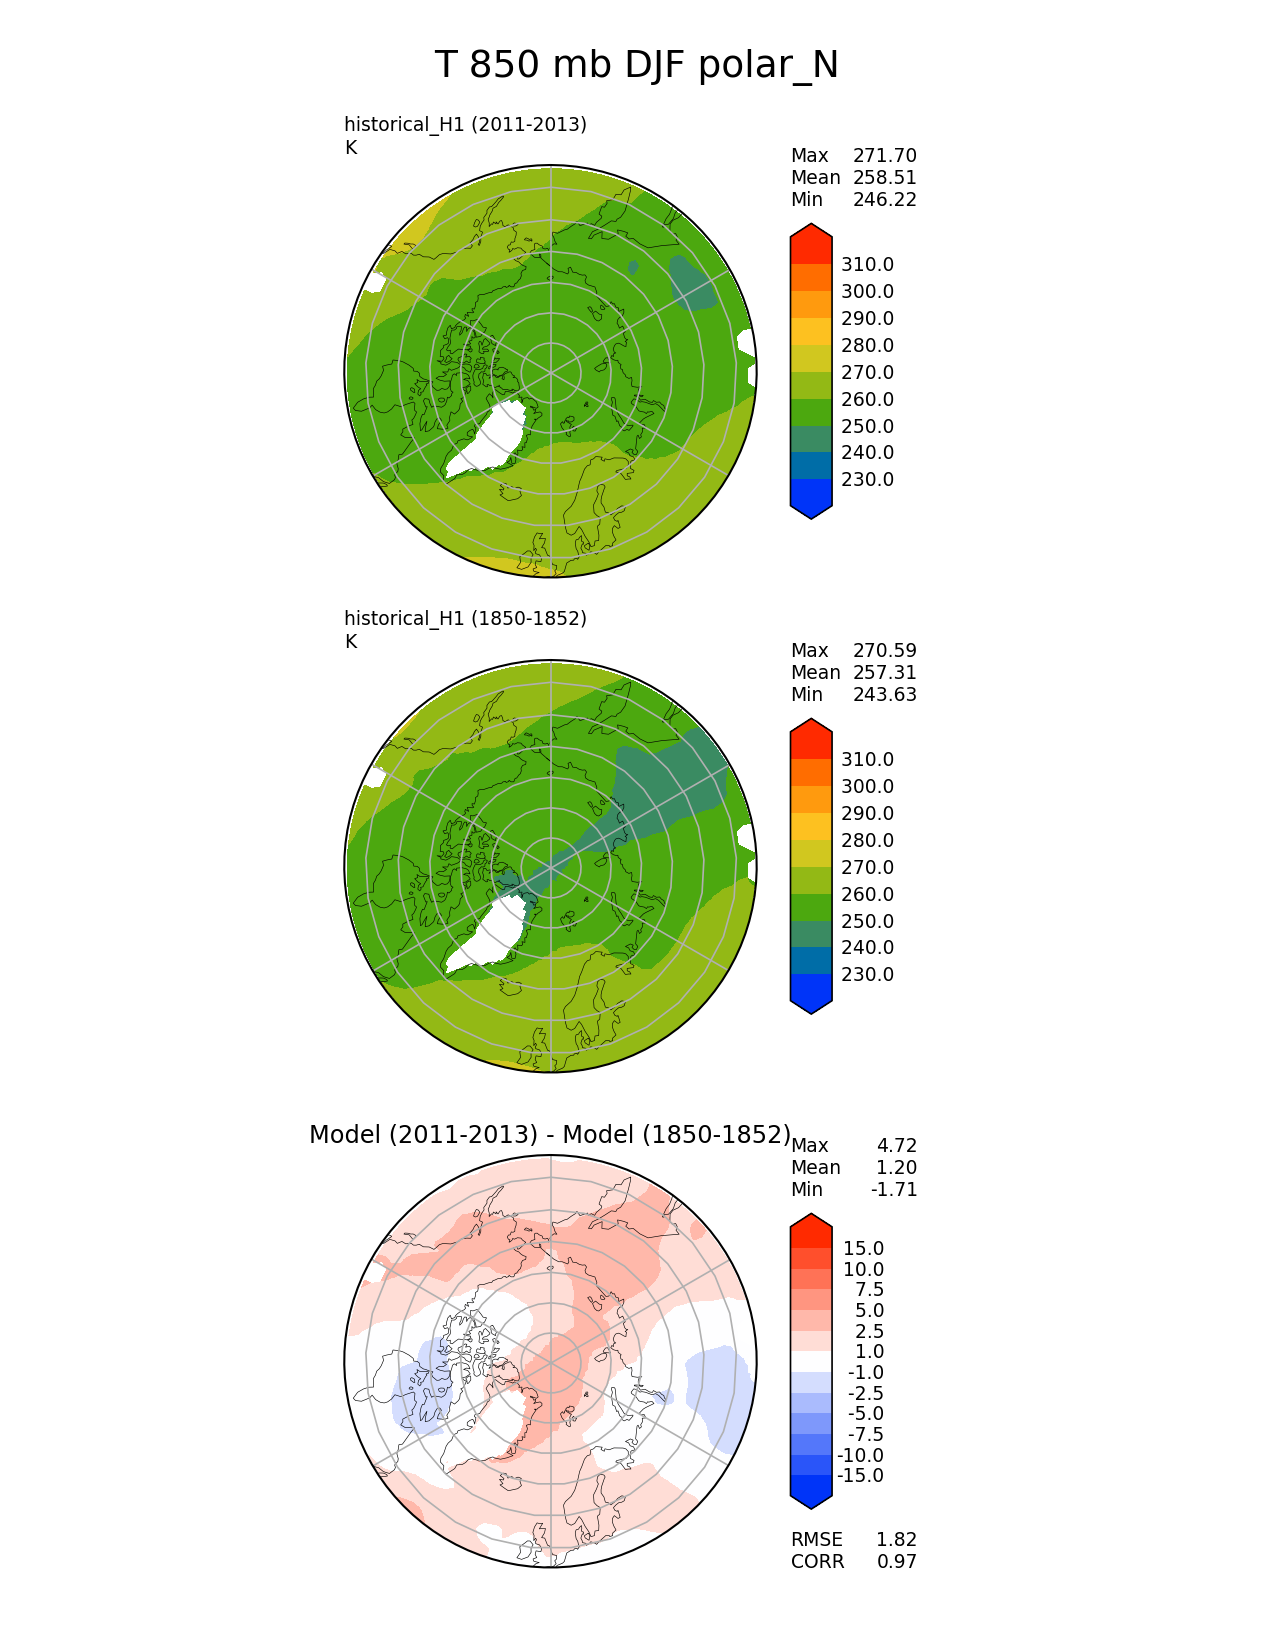 T 850 mb DJF polar_N
historical_H1 (2011-2013)
K
Max 271.70
Mean 258.51
Min 246.22
310.0
300.0
290.0
280.0
270.0
260.0
250.0
240.0
230.0
historical_H1 (1850-1852)
K
Max 270.59
Mean 257.31
Min 243.63
310.0
300.0
290.0
280.0
270.0
260.0
250.0
240.0
230.0
Model (2011-2013) - Model (1850-1852)
Max 4.72
Mean 1.20
Min -1.71
15.0
10.0
7.5
5.0
2.5
1.0
-1.0
-2.5
-5.0
-7.5
-10.0
-15.0
RMSE 1.82
CORR 0.97